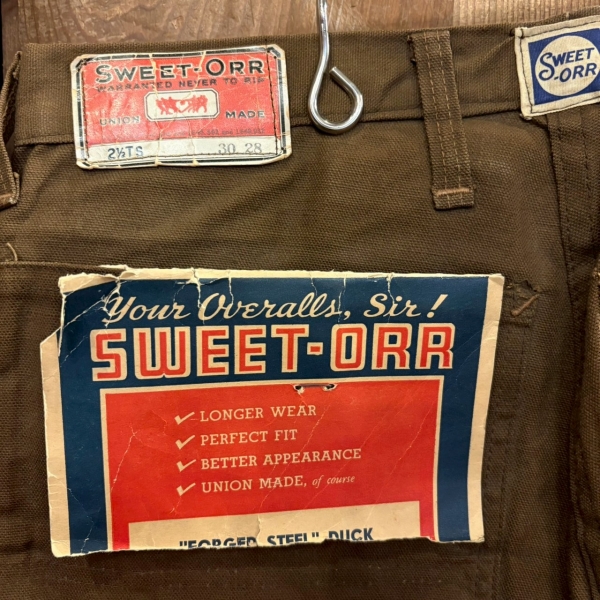 SWEET-ORR
WARRANTED NEVER TO RIP
UNION MADE
2½TS 30 28
SWEET
-ORR
Your Overalls, Sir!
SWEET-ORR
LONGER WEAR
PERFECT FIT
BETTER APPEARANCE
UNION MADE, of course
"FORGED STEEL" DUCK